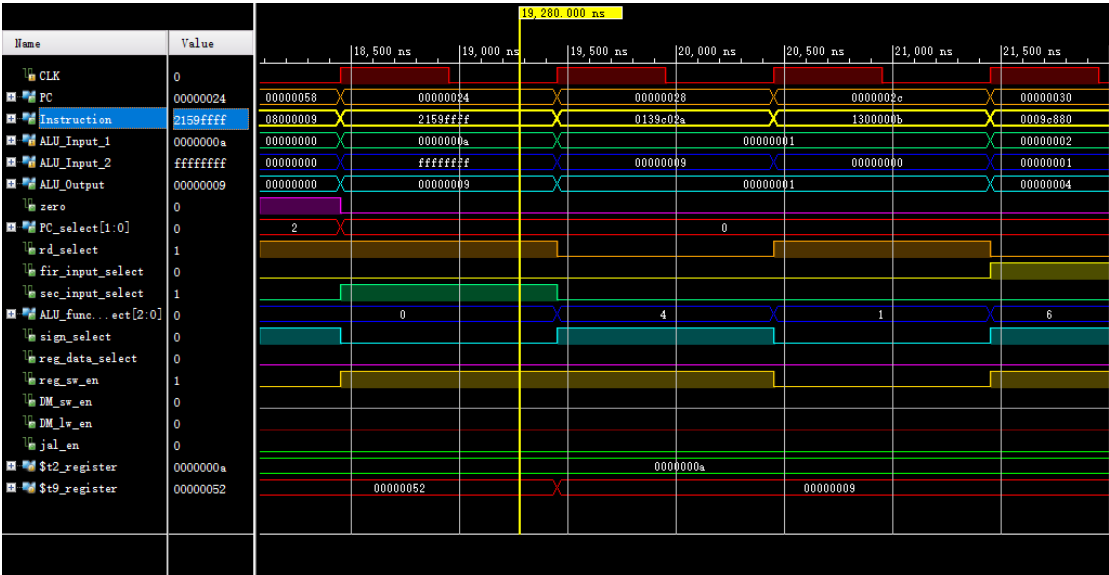 19,280.000 ns
Name Value
18,500 ns 19,000 ns 19,500 ns 20,000 ns 20,500 ns 21,000 ns 21,500 ns
CLK 0
PC 00000024 00000058 00000024 00000028 0000002c 00000030
Instruction 2159ffff 08000009 2159ffff 0139c02a 1300000b 0009c880
ALU_Input_1 0000000a 00000000 0000000a 00000001 00000002
ALU_Input_2 ffffffff 00000000 ffffffff 00000009 00000000 00000001
ALU_Output 00000009 00000000 00000009 00000001 00000004
zero 0
PC_select[1:0] 0 2 0
rd_select 1
fir_input_select 0
sec_input_select 1
ALU_func...ect[2:0] 0 0 4 1 6
sign_select 0
reg_data_select 0
reg_sw_en 1
DM_sw_en 0
DM_lw_en 0
jal_en 0
$t2_register 0000000a 0000000a
$t9_register 00000052 00000052 00000009